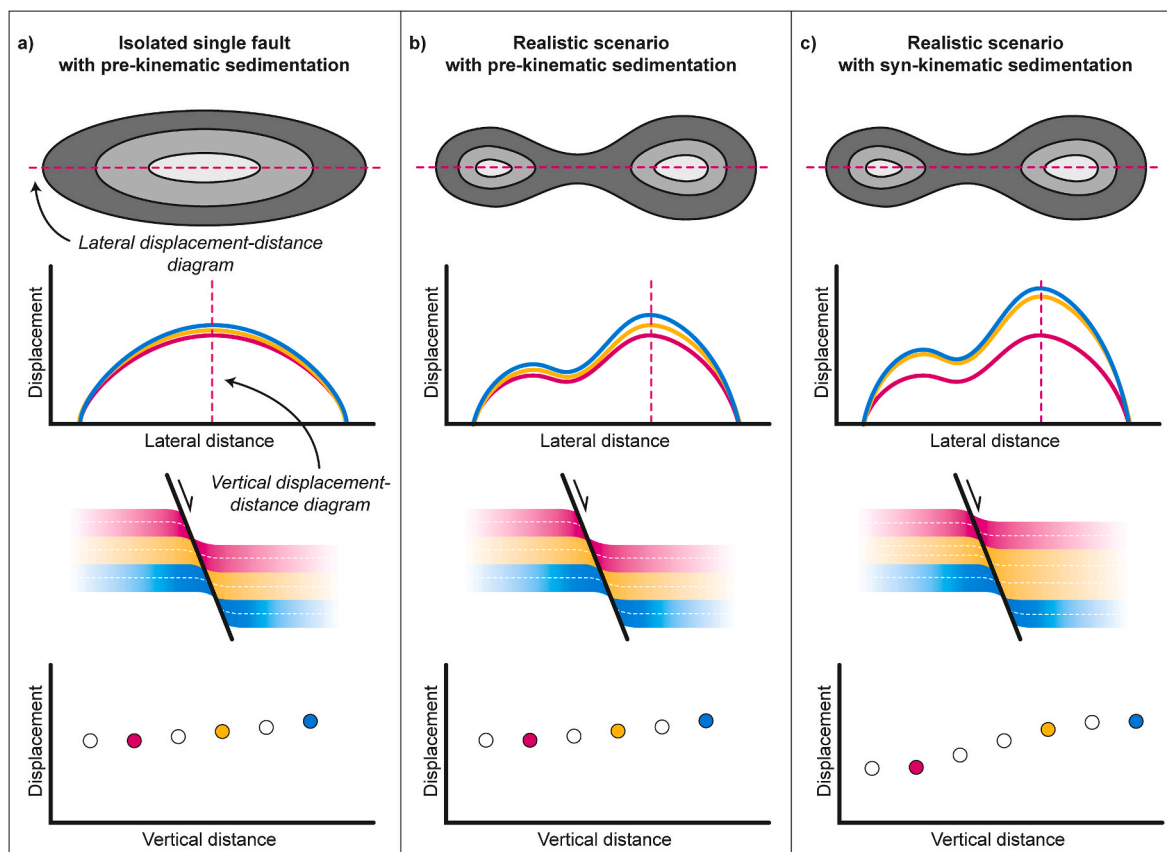 a)
Isolated single fault
with pre-kinematic sedimentation
Lateral displacement-distance
diagram
Displacement
Lateral distance
Vertical displacement-
distance diagram
Displacement
Vertical distance
b)
Realistic scenario
with pre-kinematic sedimentation
Displacement
Lateral distance
Displacement
Vertical distance
c)
Realistic scenario
with syn-kinematic sedimentation
Displacement
Lateral distance
Displacement
Vertical distance